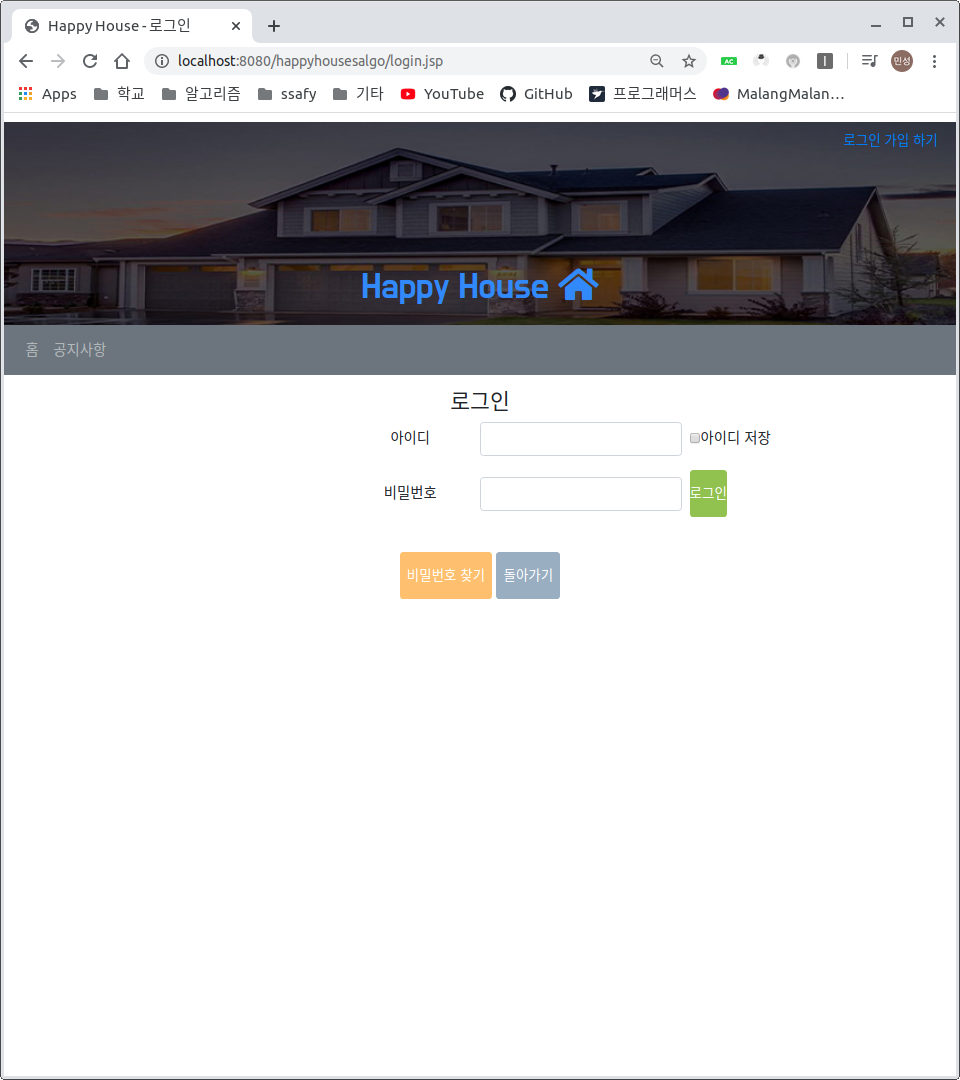 Happy House - 로그인
localhost:8080/happyhousesalgo/login.jsp
AC
민성
Apps 학교 알고리즘 ssafy 기타 YouTube GitHub 프로그래머스 MalangMalan…
로그인 가입 하기
Happy House
홈 공지사항
로그인
아이디 아이디 저장
비밀번호 로그인
비밀번호 찾기 돌아가기